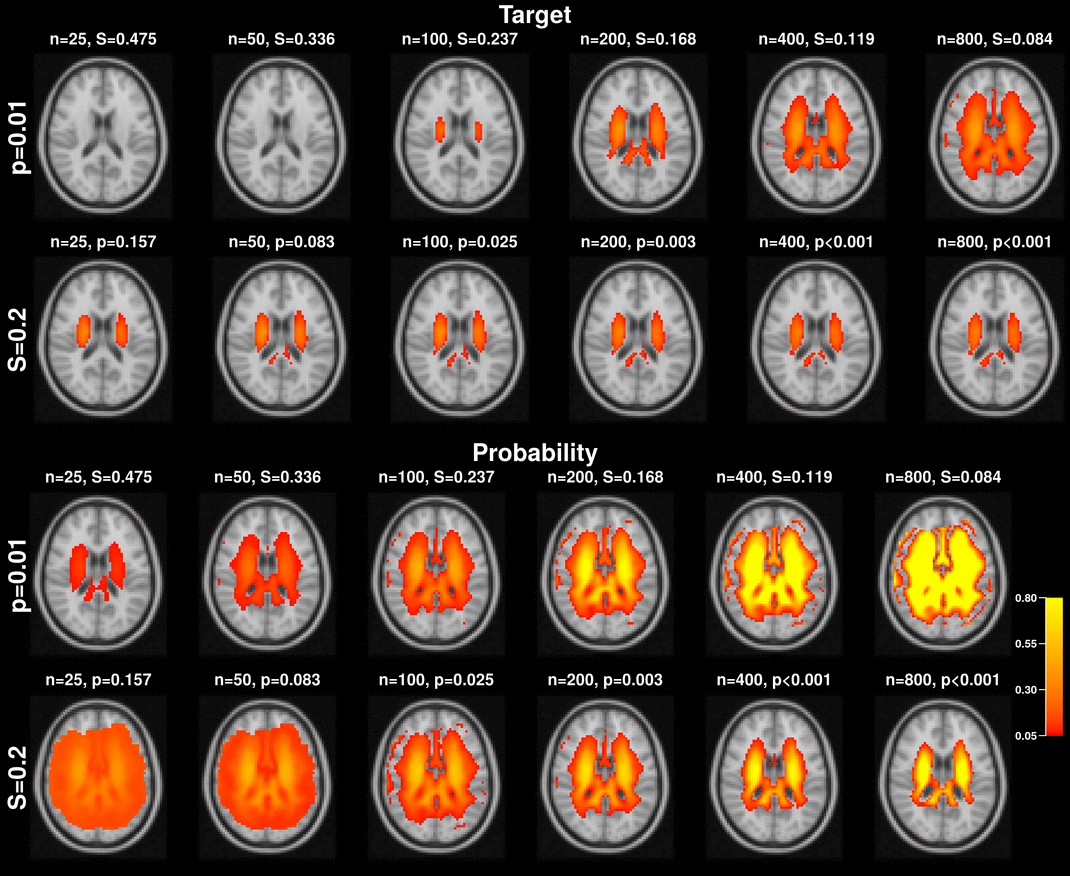 Target
n=25, S=0.475 n=50, S=0.336 n=100, S=0.237 n=200, S=0.168 n=400, S=0.119 n=800, S=0.084
p=0.01
n=25, p=0.157 n=50, p=0.083 n=100, p=0.025 n=200, p=0.003 n=400, p<0.001 n=800, p<0.001
S=0.2
Probability
n=25, S=0.475 n=50, S=0.336 n=100, S=0.237 n=200, S=0.168 n=400, S=0.119 n=800, S=0.084
p=0.01
0.80
0.55
0.30
0.05
n=25, p=0.157 n=50, p=0.083 n=100, p=0.025 n=200, p=0.003 n=400, p<0.001 n=800, p<0.001
S=0.2